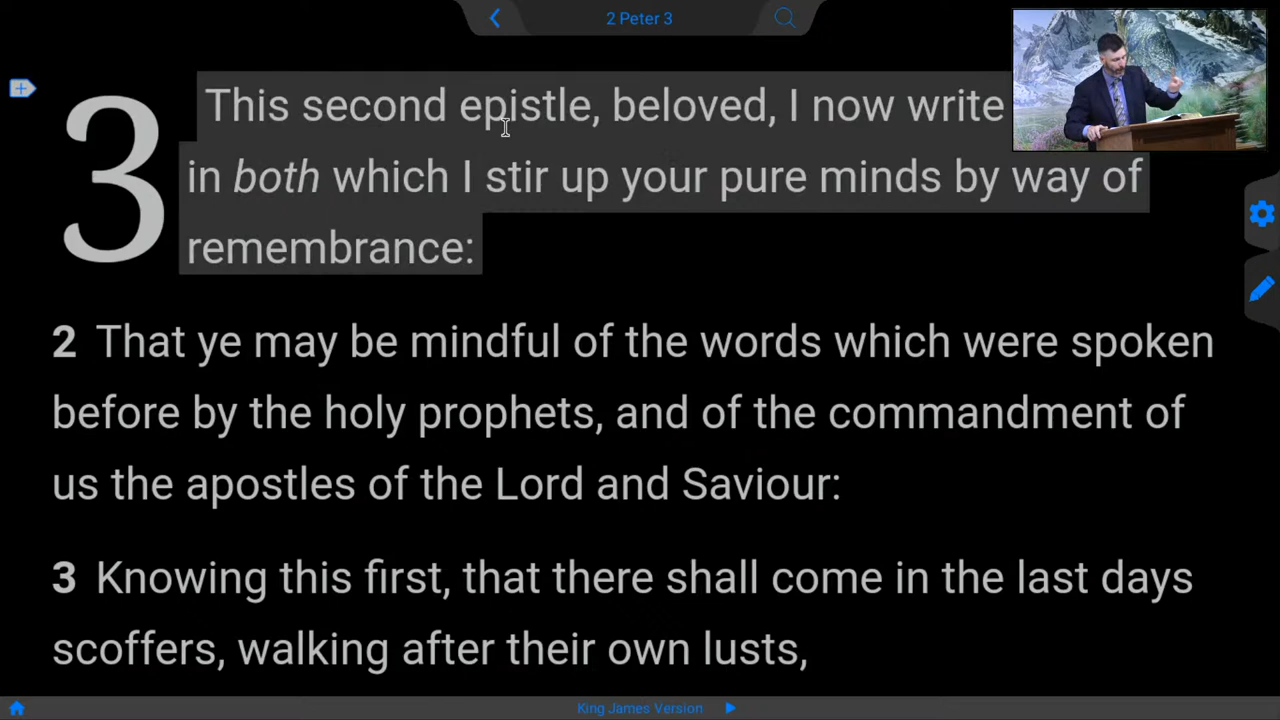 2 Peter 3
3 This second epistle, beloved, I now write
in both which I stir up your pure minds by way of
remembrance:
2 That ye may be mindful of the words which were spoken
before by the holy prophets, and of the commandment of
us the apostles of the Lord and Saviour:
3 Knowing this first, that there shall come in the last days
scoffers, walking after their own lusts,
King James Version